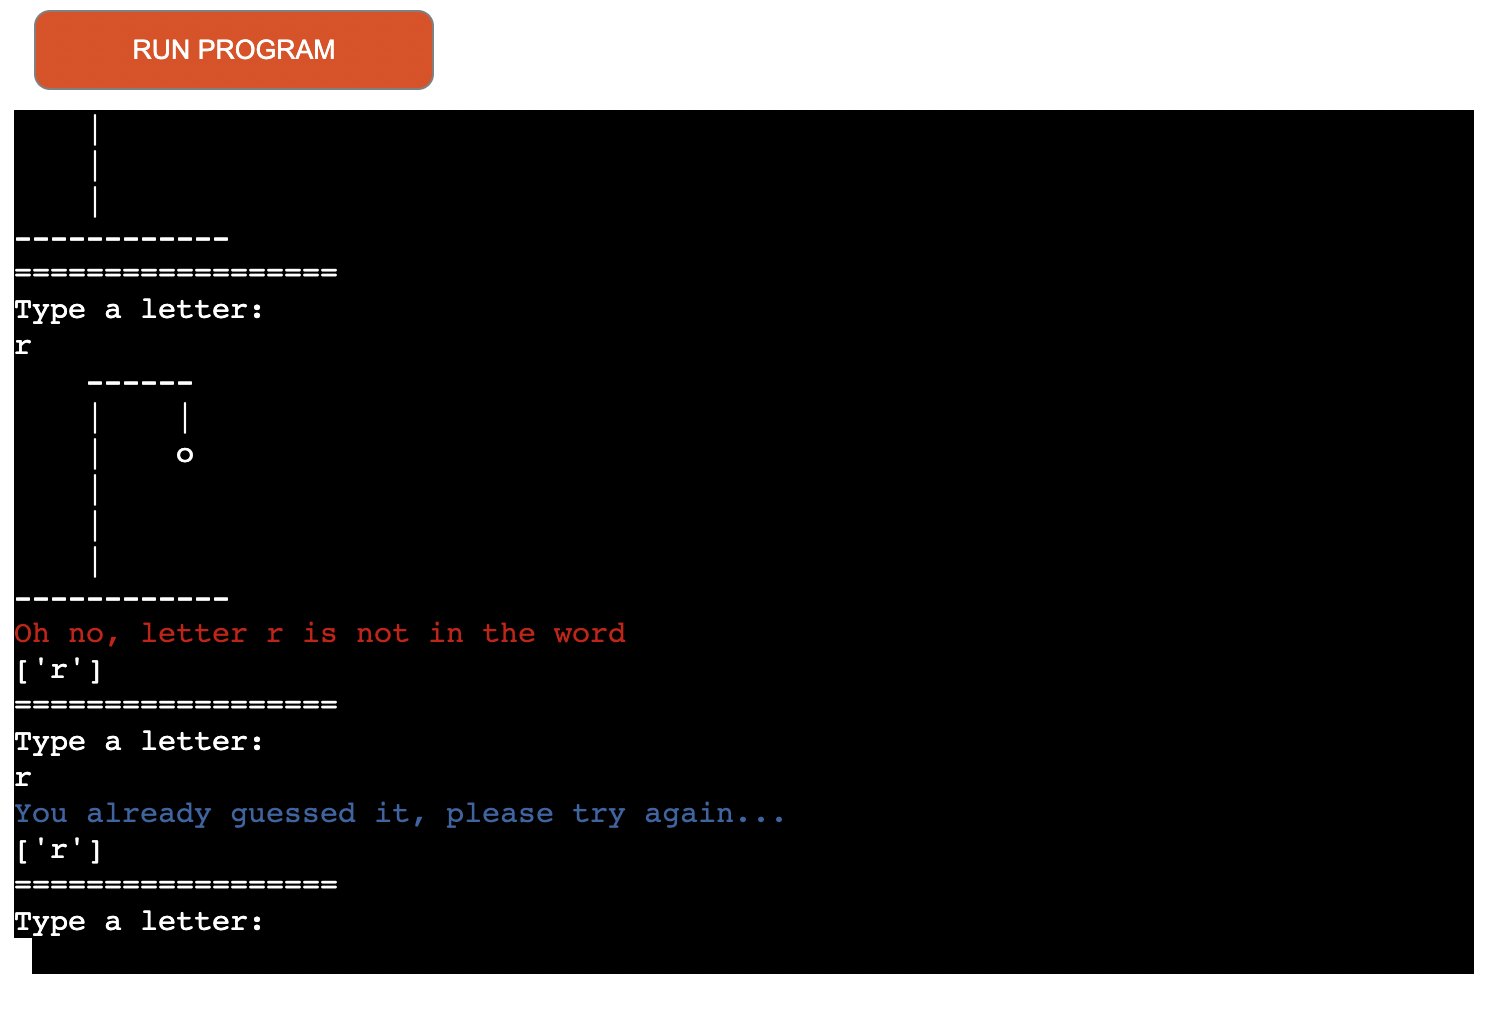 RUN PROGRAM
|
|
|
------------
==================
Type a letter:
r
    ------
    |    |
    |    o
    |
    |
    |
------------
Oh no, letter r is not in the word
['r']
==================
Type a letter:
r
You already guessed it, please try again...
['r']
==================
Type a letter: